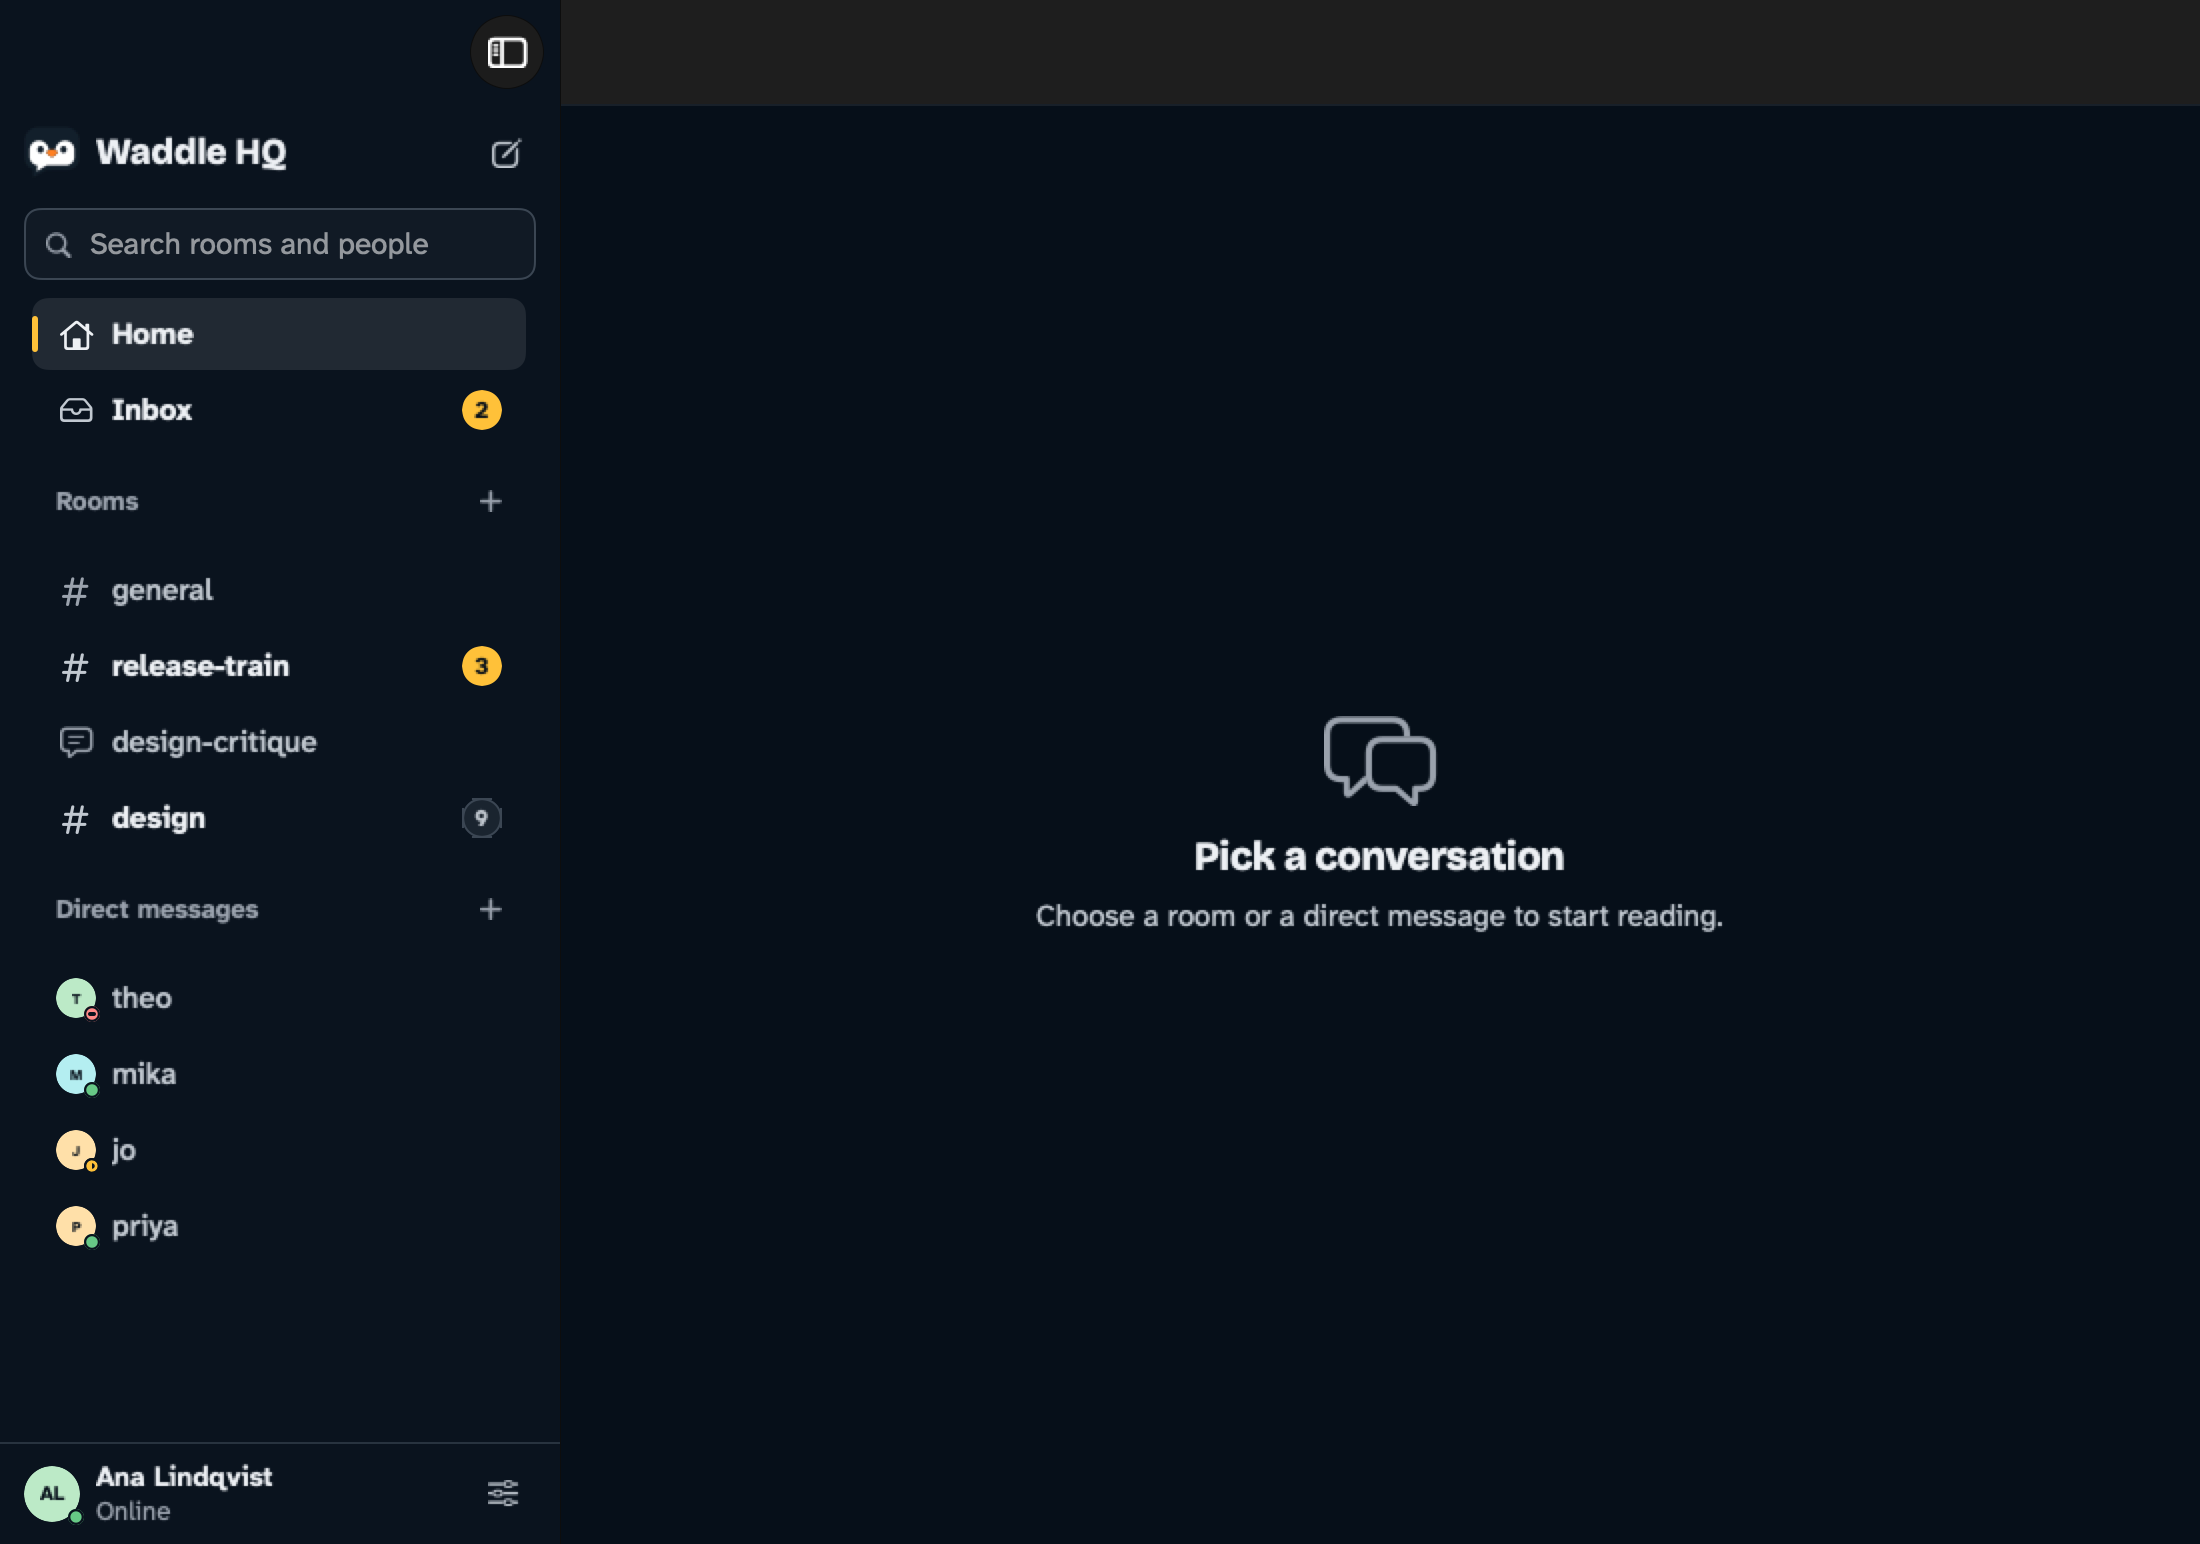 Waddle HQ
Search rooms and people
Home
Inbox 2
Rooms
# general
# release-train 3
design-critique
# design 9
Direct messages
T theo
M mika
J jo
P priya
AL Ana Lindqvist
Online
Pick a conversation
Choose a room or a direct message to start reading.